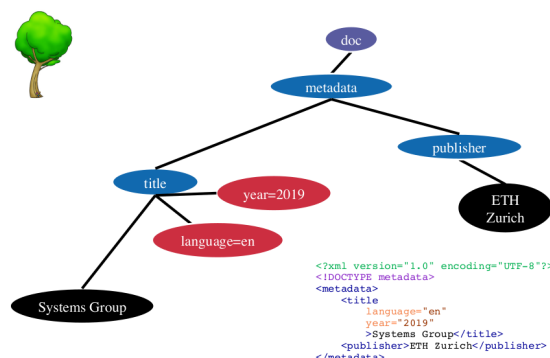 doc
metadata
publisher
title
year=2019
ETH
Zurich
language=en
Systems Group
<?xml version="1.0" encoding="UTF-8"?>
<!DOCTYPE metadata>
<metadata>
<title
language="en"
year="2019"
>Systems Group</title>
<publisher>ETH Zurich</publisher>
</metadata>